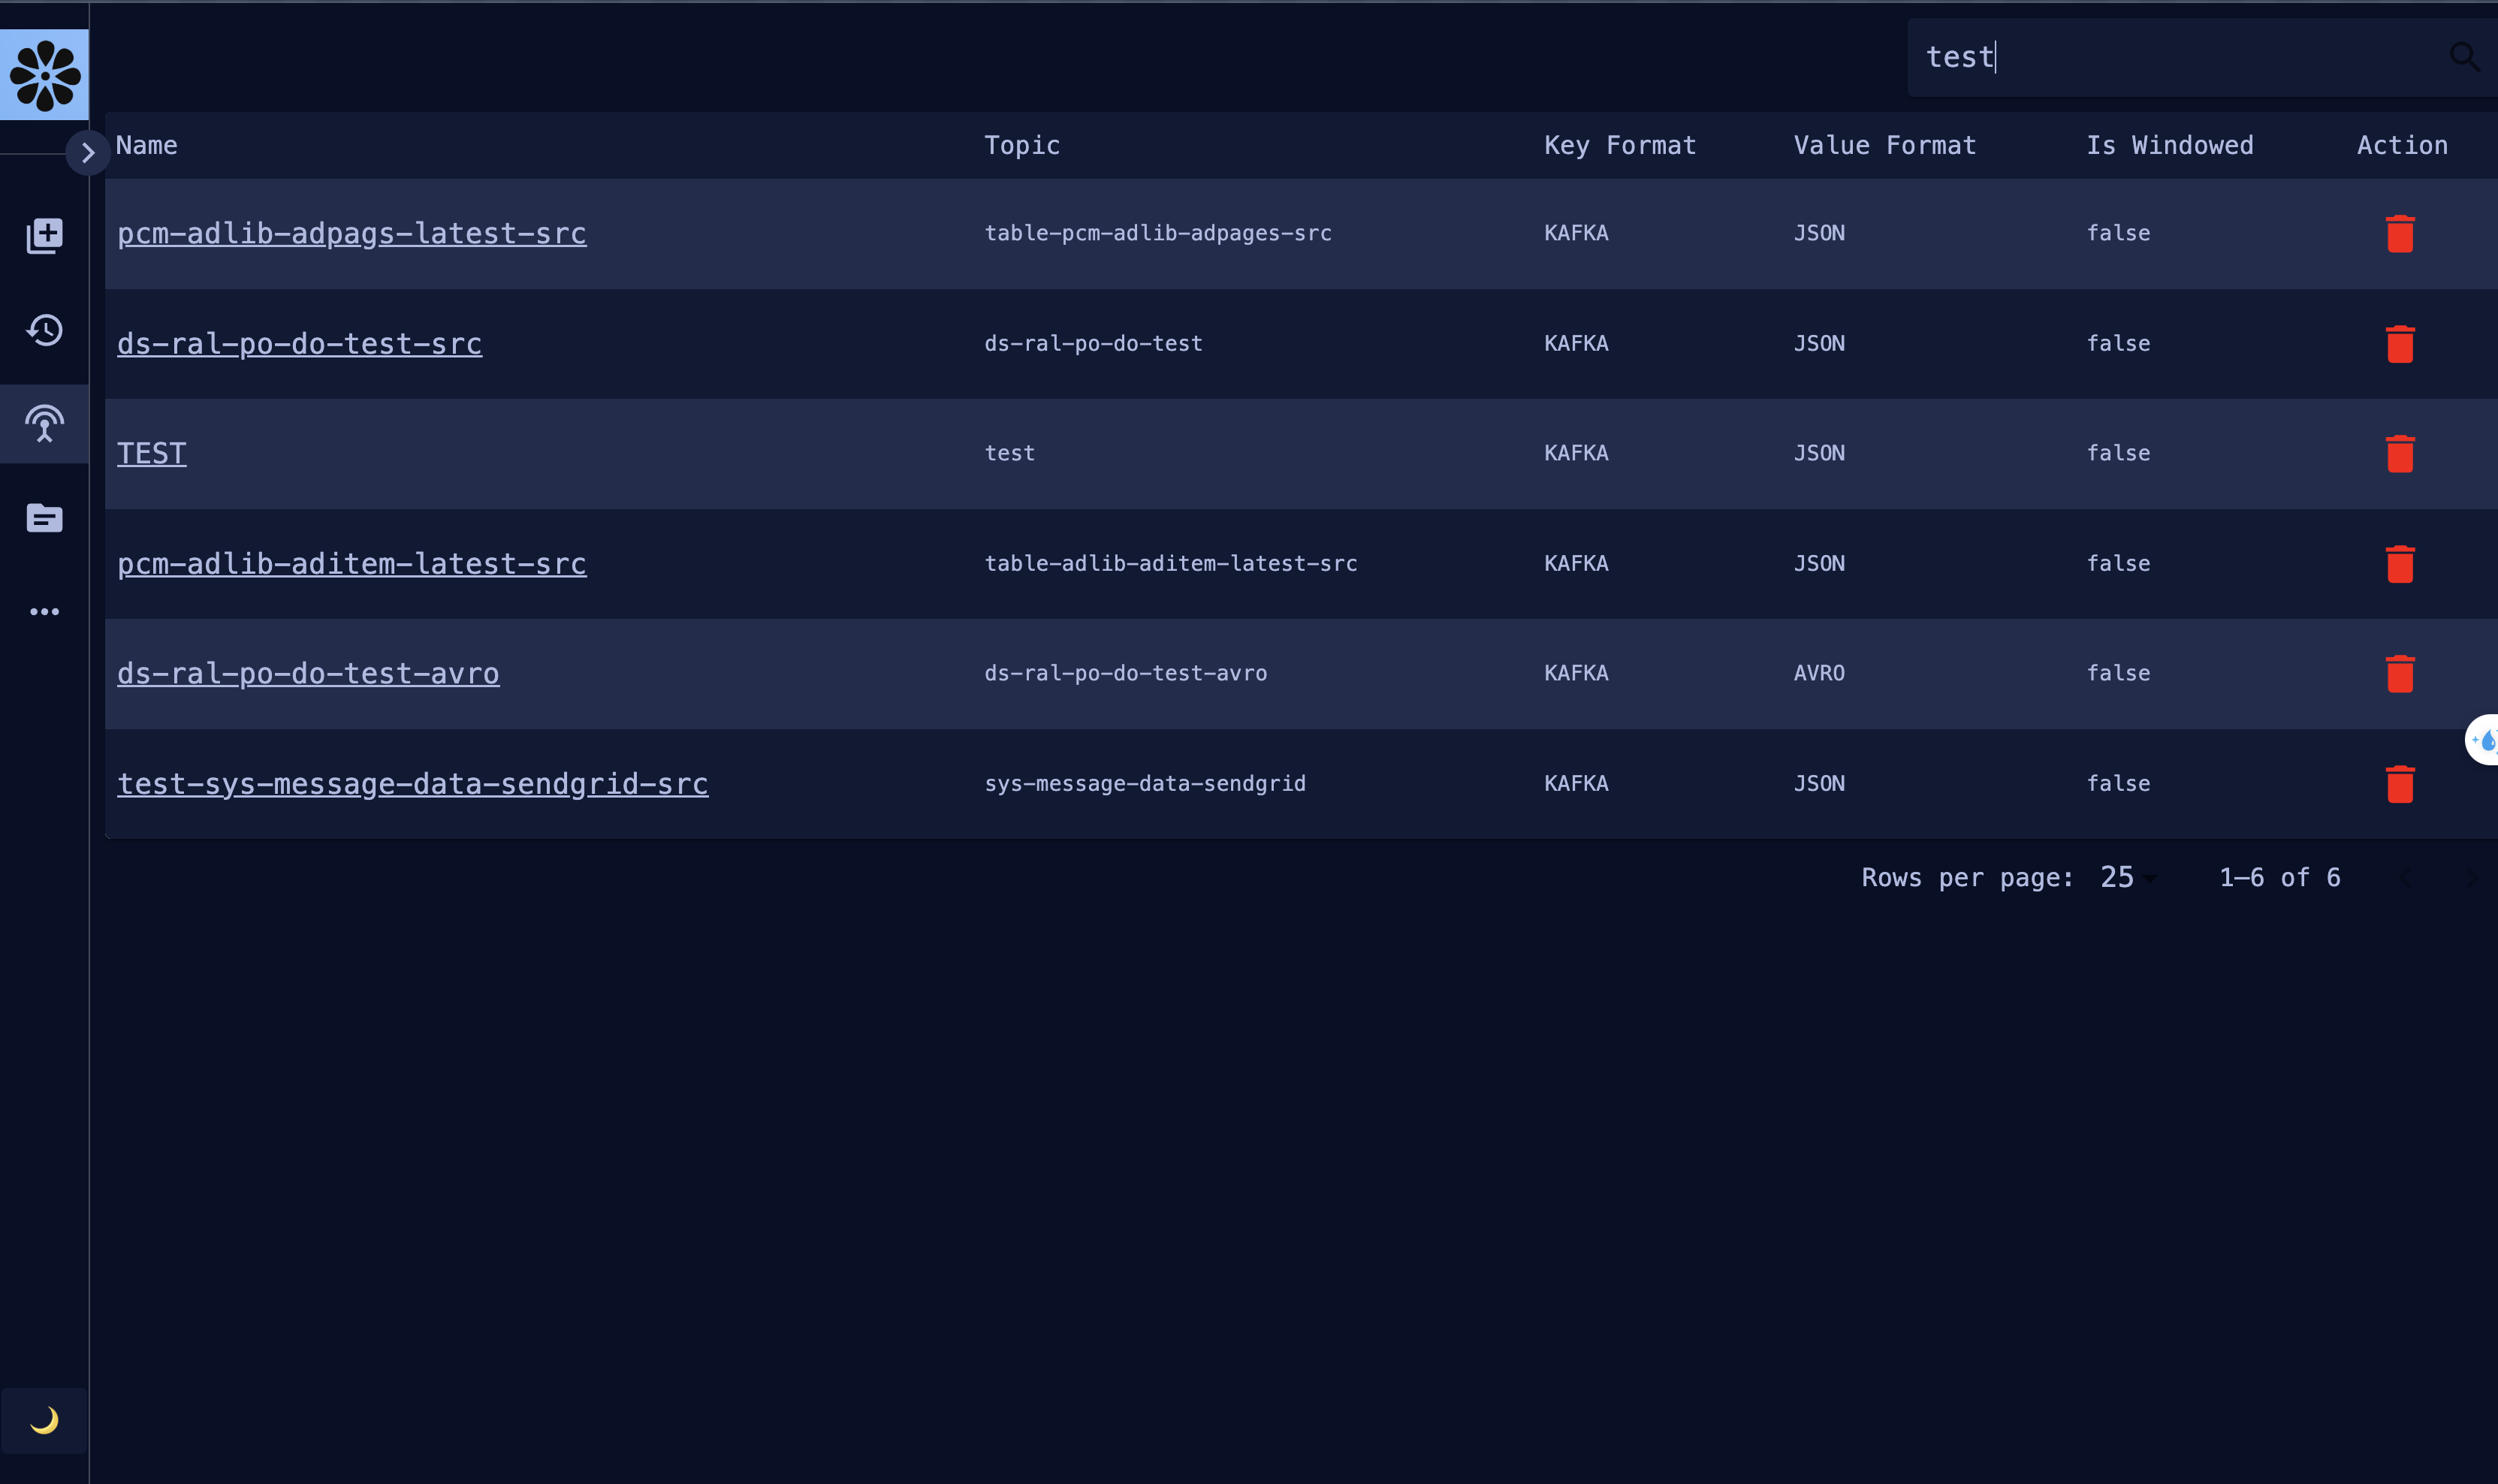 test
Name Topic Key Format Value Format Is Windowed Action
pcm-adlib-adpags-latest-src table-pcm-adlib-adpages-src KAFKA JSON false
ds-ral-po-do-test-src ds-ral-po-do-test KAFKA JSON false
TEST test KAFKA JSON false
pcm-adlib-aditem-latest-src table-adlib-aditem-latest-src KAFKA JSON false
ds-ral-po-do-test-avro ds-ral-po-do-test-avro KAFKA AVRO false
test-sys-message-data-sendgrid-src sys-message-data-sendgrid KAFKA JSON false
Rows per page: 25 1–6 of 6